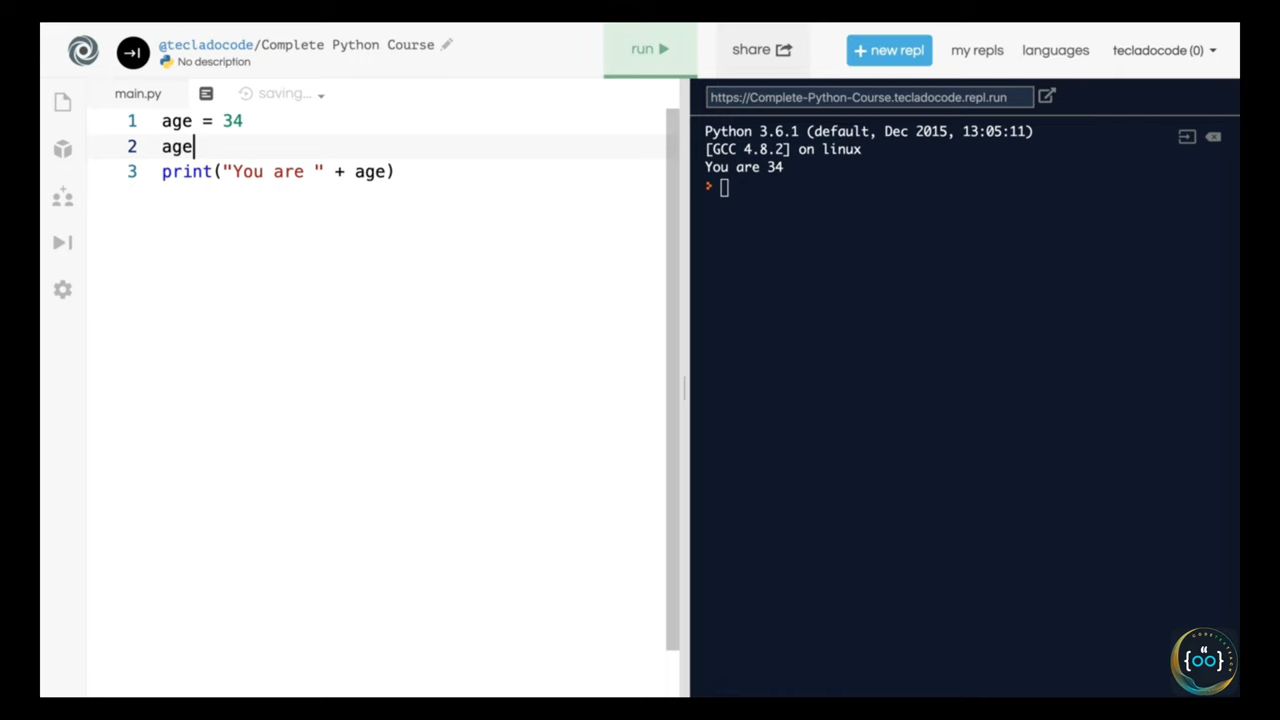 @tecladocode/Complete Python Course
No description
run
share
+ new repl
my repls
languages
tecladocode (0)
main.py
saving...
https://Complete-Python-Course.tecladocode.repl.run
1 age = 34
2 age
3 print("You are " + age)
Python 3.6.1 (default, Dec 2015, 13:05:11)
[GCC 4.8.2] on linux
You are 34